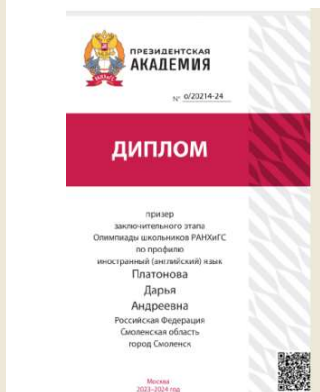 ПРЕЗИДЕНТСКАЯ
АКАДЕМИЯ
РАНХиГС
№ о/20214-24
ДИПЛОМ
призер
заключительного этапа
Олимпиады школьников РАНХиГС
по профилю
иностранный (английский) язык
Платонова
Дарья
Андреевна
Российская Федерация
Смоленская область
город Смоленск
Москва
2023–2024 год